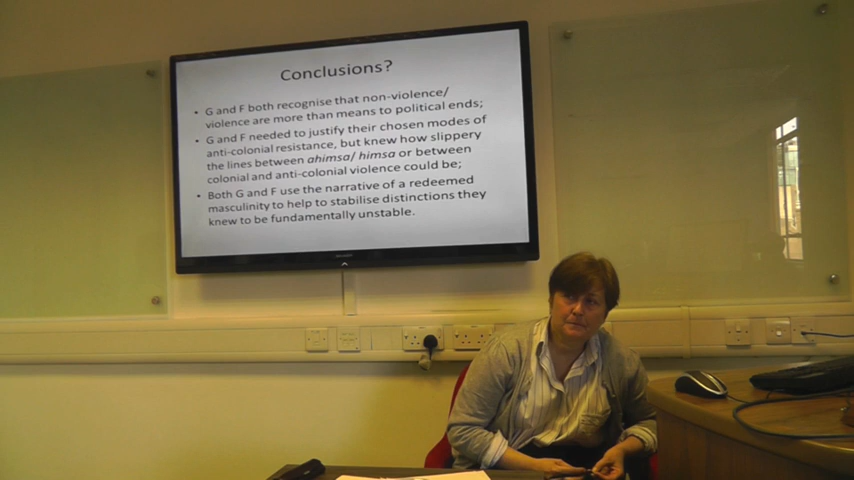 Conclusions?
• G and F both recognise that non-violence/
violence are more than means to political ends;
• G and F needed to justify their chosen modes of
anti-colonial resistance, but knew how slippery
the lines between ahimsa/ himsa or between
colonial and anti-colonial violence could be;
• Both G and F use the narrative of a redeemed
masculinity to help to stabilise distinctions they
knew to be fundamentally unstable.
SHARP